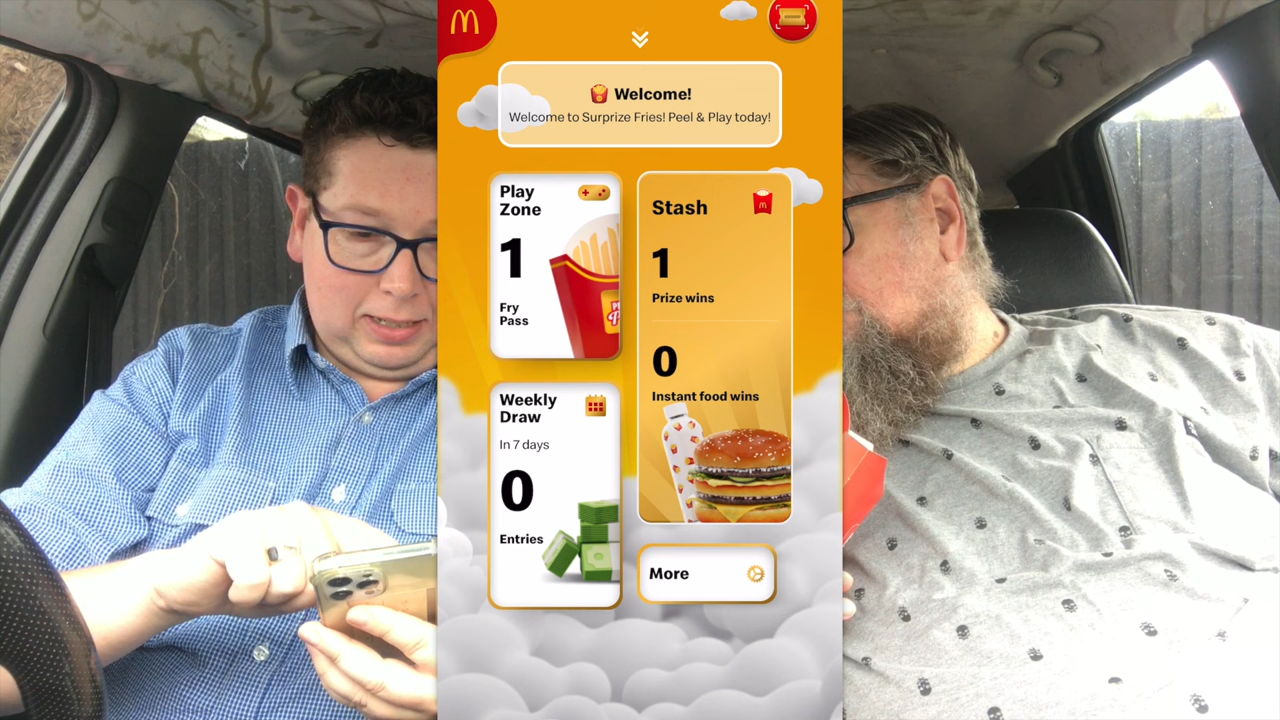 Welcome!
Welcome to Surprize Fries! Peel & Play today!
Play
Zone
1
Fry
Pass
Stash
1
Prize wins
0
Instant food wins
Weekly
Draw
In 7 days
0
Entries
More